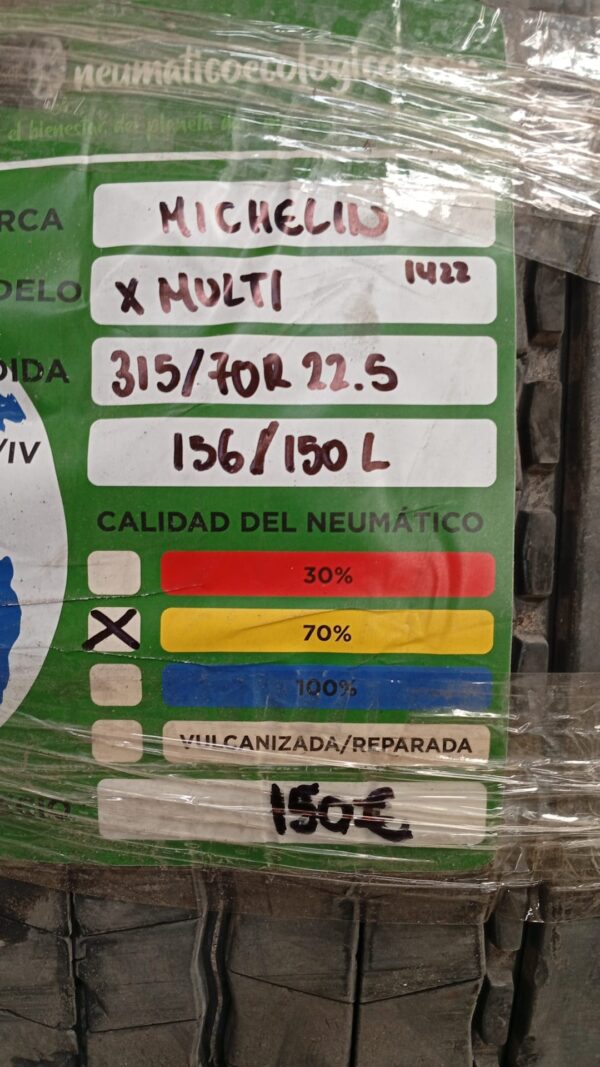 neumaticoecologico.com
el bienestar del planeta
RCA MICHELIN
DELO X MULTI 1422
DIDA 315/70R 22.5
/IV 156/150 L
CALIDAD DEL NEUMÁTICO
30%
X 70%
100%
VULCANIZADA/REPARADA
150€